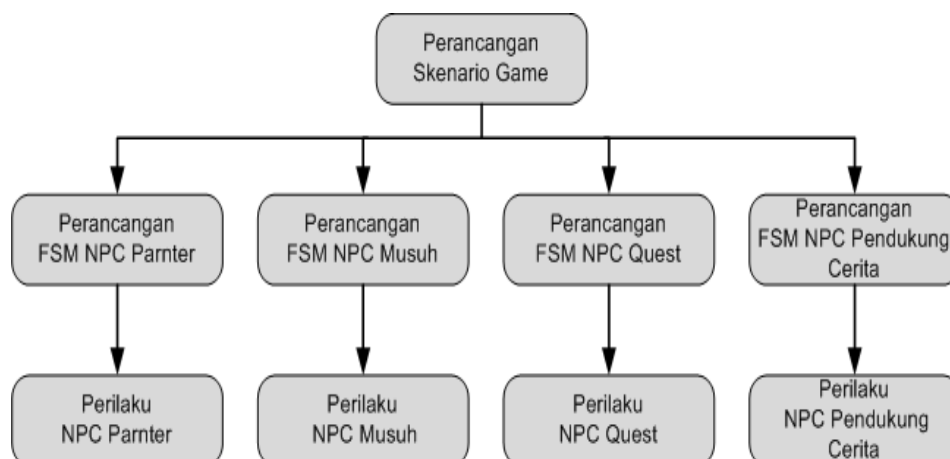 Perancangan
Skenario Game
Perancangan
FSM NPC Parnter
Perancangan
FSM NPC Musuh
Perancangan
FSM NPC Quest
Perancangan
FSM NPC Pendukung
Cerita
Perilaku
NPC Parnter
Perilaku
NPC Musuh
Perilaku
NPC Quest
Perilaku
NPC Pendukung
Cerita